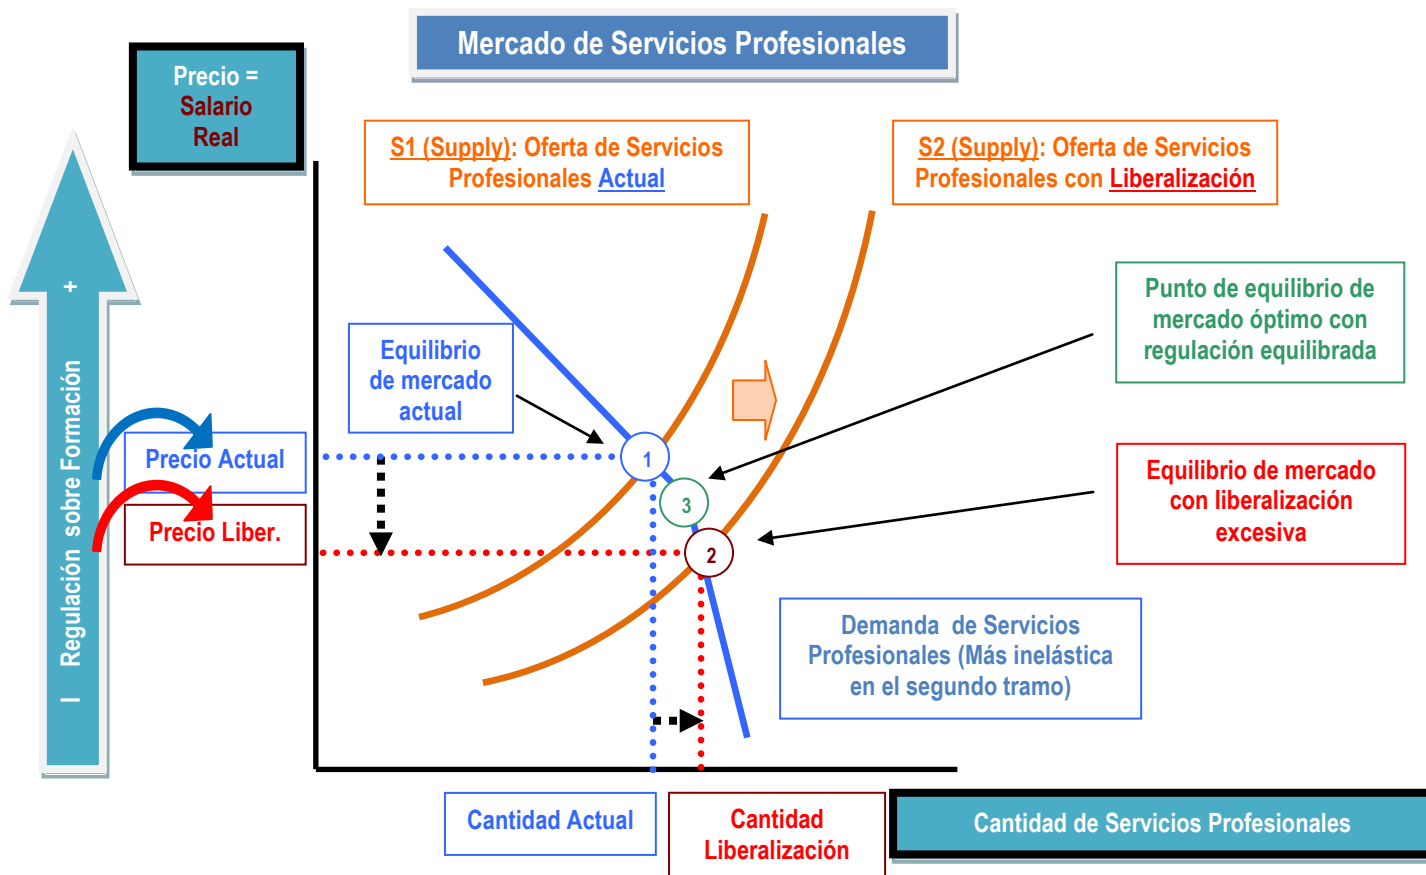 Mercado de Servicios Profesionales
Precio =
Salario
Real
S1 (Supply): Oferta de Servicios
Profesionales Actual
S2 (Supply): Oferta de Servicios
Profesionales con Liberalización
Punto de equilibrio de
mercado óptimo con
regulación equilibrada
Equilibrio
de mercado
actual
I Regulación sobre Formación +
Precio Actual
Precio Liber.
1
3
2
Equilibrio de mercado
con liberalización
excesiva
Demanda de Servicios
Profesionales (Más inelástica
en el segundo tramo)
Cantidad Actual
Cantidad
Liberalización
Cantidad de Servicios Profesionales